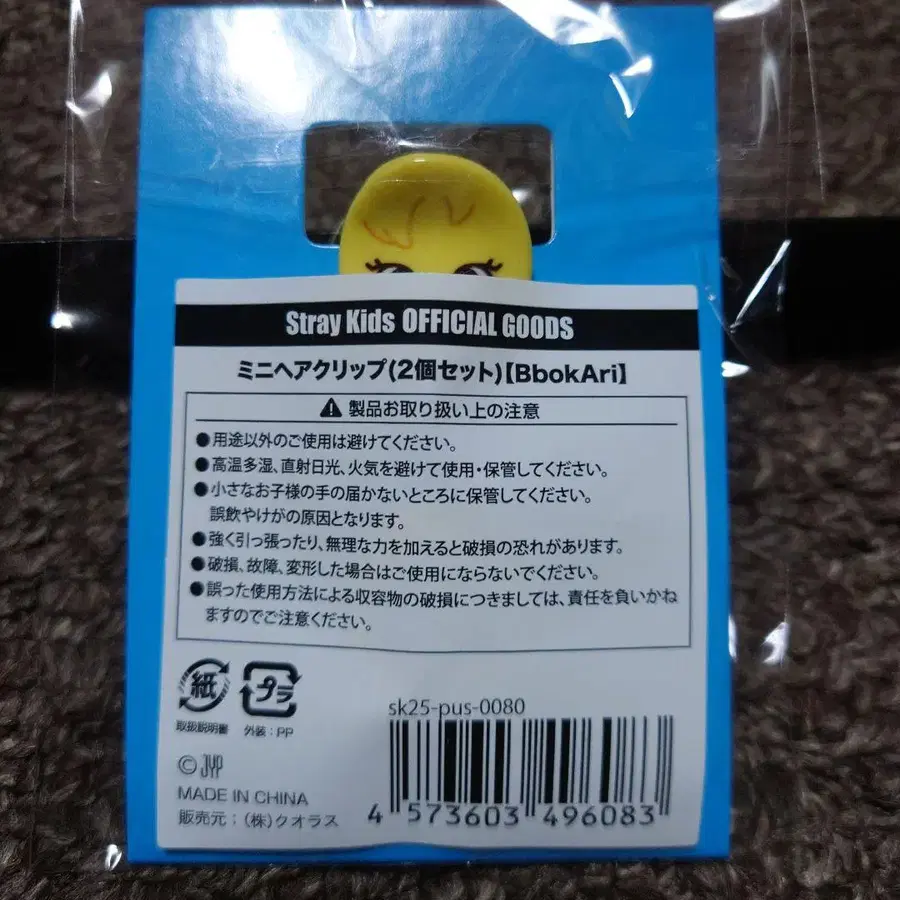 Stray Kids OFFICIAL GOODS
ミニヘアクリップ(2個セット)【BbokAri】
⚠ 製品お取り扱い上の注意
●用途以外のご使用は避けてください。
●高温多湿、直射日光、火気を避けて使用・保管してください。
●小さなお子様の手の届かないところに保管してください。
誤飲やけがの原因となります。
●強く引っ張ったり、無理な力を加えると破損の恐れがあります。
●破損、故障、変形した場合はご使用にならないでください。
●誤った使用方法による収容物の破損につきましては、責任を負いかね
ますのでご注意ください。
紙
プラ
取扱説明書
外装：PP
sk25-pus-0080
© JYP
MADE IN CHINA
販売元：(株)クオラス
4 573603 496083